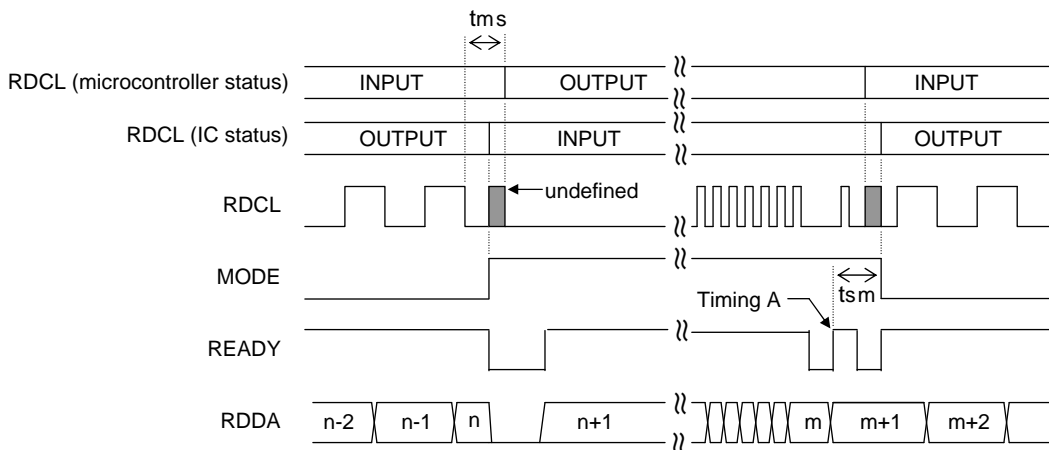 tms
RDCL (microcontroller status) INPUT OUTPUT INPUT
RDCL (IC status) OUTPUT INPUT OUTPUT
RDCL undefined
MODE
Timing A tsm
READY
RDDA n-2 n-1 n n+1 m m+1 m+2